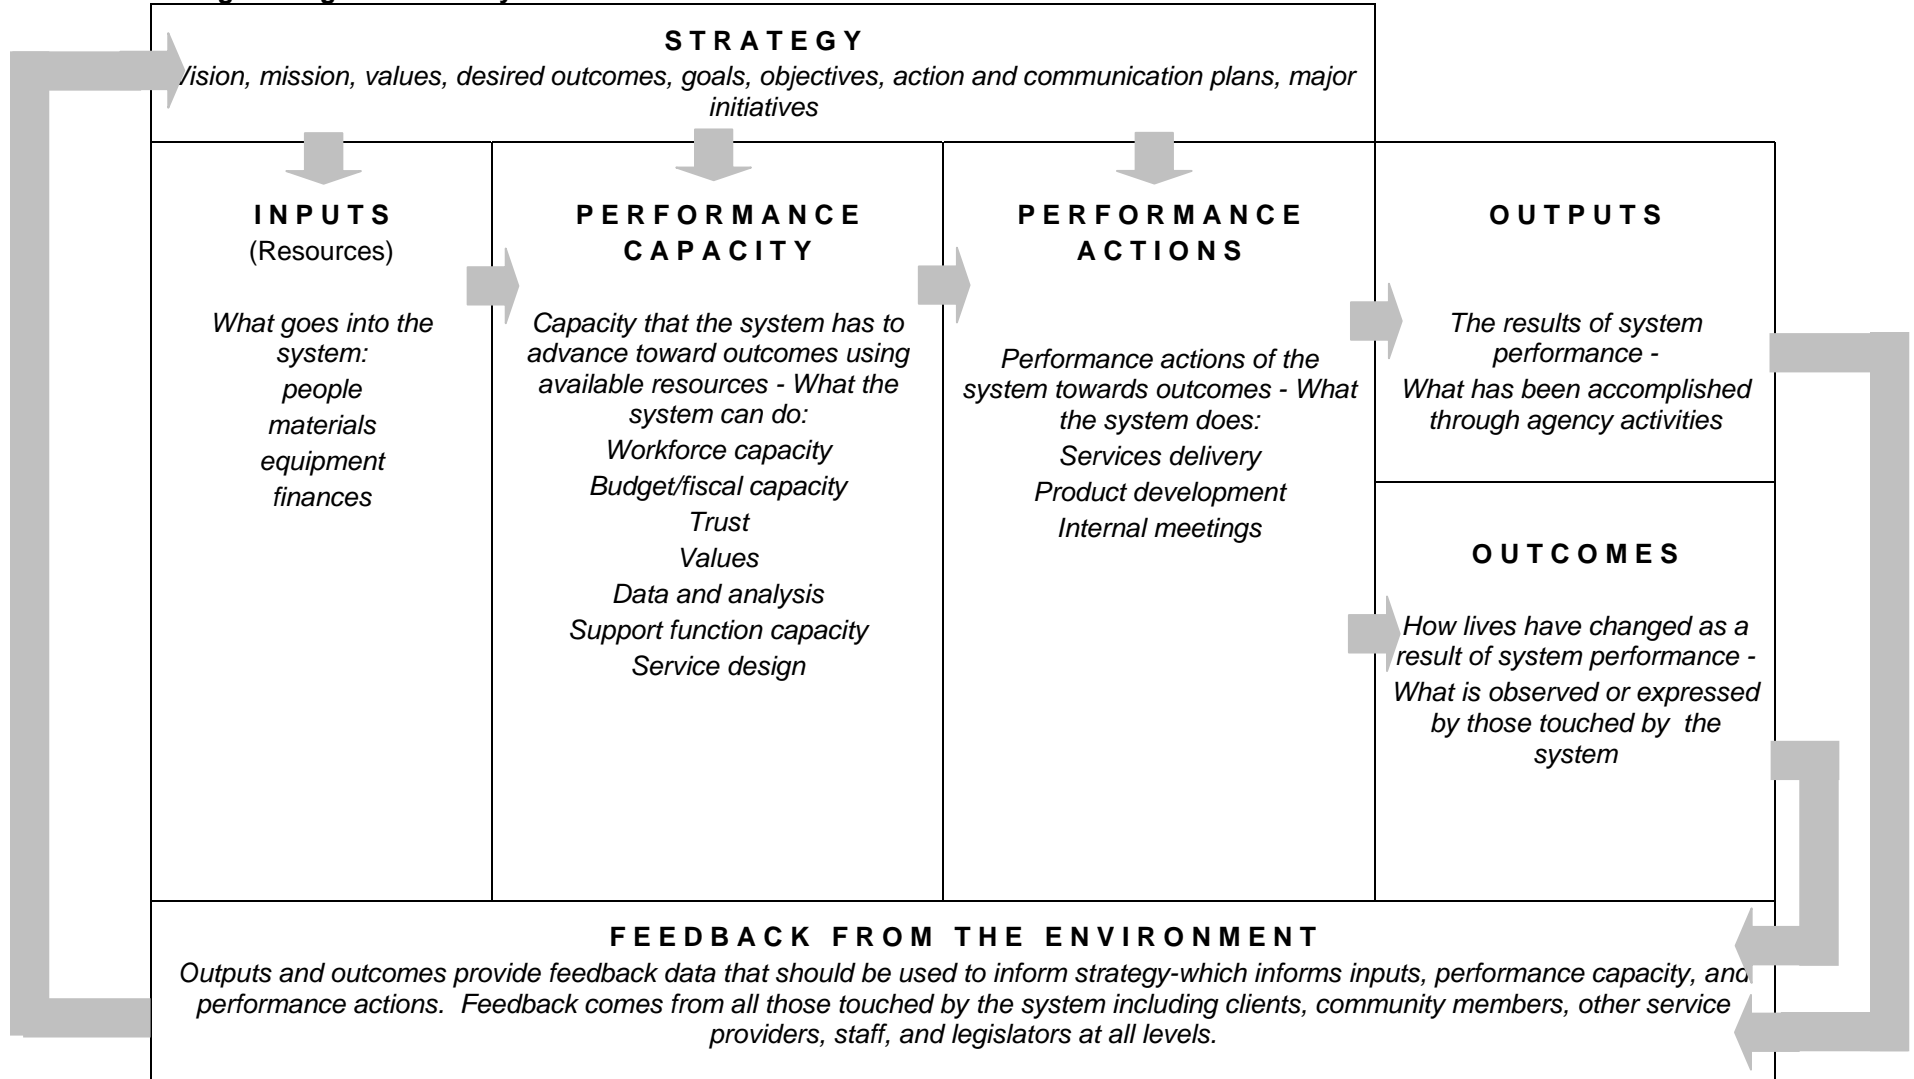 STRATEGY
Vision, mission, values, desired outcomes, goals, objectives, action and communication plans, major
initiatives
INPUTS
(Resources)
What goes into the
system:
people
materials
equipment
finances
PERFORMANCE
CAPACITY
Capacity that the system has to
advance toward outcomes using
available resources - What the
system can do:
Workforce capacity
Budget/fiscal capacity
Trust
Values
Data and analysis
Support function capacity
Service design
PERFORMANCE
ACTIONS
Performance actions of the
system towards outcomes - What
the system does:
Services delivery
Product development
Internal meetings
OUTPUTS
The results of system
performance -
What has been accomplished
through agency activities
OUTCOMES
How lives have changed as a
result of system performance -
What is observed or expressed
by those touched by the
system
FEEDBACK FROM THE ENVIRONMENT
Outputs and outcomes provide feedback data that should be used to inform strategy-which informs inputs, performance capacity, and
performance actions. Feedback comes from all those touched by the system including clients, community members, other service
providers, staff, and legislators at all levels.